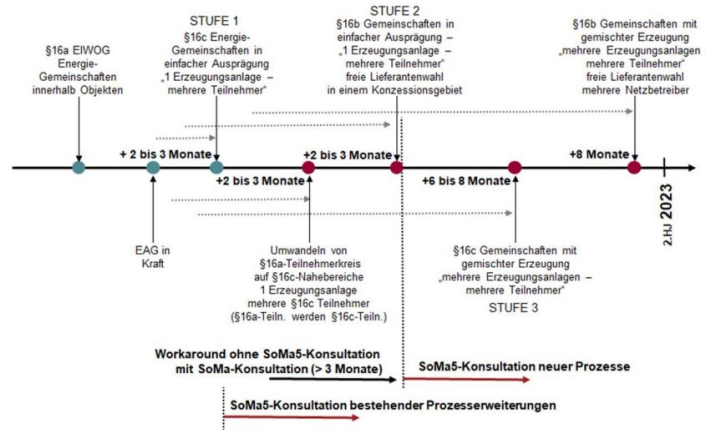 STUFE 1
§16c Energie-
Gemeinschaften in
einfacher Ausprägung
„1 Erzeugungsanlage –
mehrere Teilnehmer"
STUFE 2
§16b Gemeinschaften in
einfacher Ausprägung –
„1 Erzeugungsanlage –
mehrere Teilnehmer"
freie Lieferantenwahl
in einem Konzessionsgebiet
§16b Gemeinschaften mit
gemischter Erzeugung
„mehrere Erzeugungsanlagen
mehrere Teilnehmer"
freie Lieferantenwahl
mehrere Netzbetreiber
§16a ElWOG
Energie-
Gemeinschaften
innerhalb Objekten
+ 2 bis 3 Monate
+2 bis 3 Monate
+8 Monate
+2 bis 3 Monate
+6 bis 8 Monate
2.HJ 2023
EAG in
Kraft
Umwandeln von
§16a-Teilnehmerkreis
auf §16c-Nahebereiche
1 Erzeugungsanlage
mehrere §16c Teilnehmer
(§16a-Teiln. werden §16c-Teiln.)
§16c Gemeinschaften mit
gemischter Erzeugung
„mehrere Erzeugungsanlagen –
mehrere Teilnehmer"
STUFE 3
Workaround ohne SoMa5-Konsultation
mit SoMa-Konsultation (> 3 Monate)
SoMa5-Konsultation neuer Prozesse
SoMa5-Konsultation bestehender Prozesserweiterungen